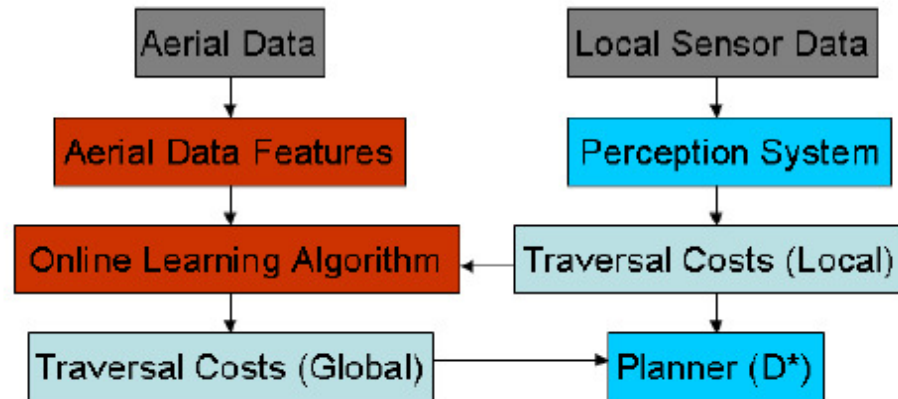 Aerial Data
Local Sensor Data
Aerial Data Features
Perception System
Online Learning Algorithm
Traversal Costs (Local)
Traversal Costs (Global)
Planner (D*)